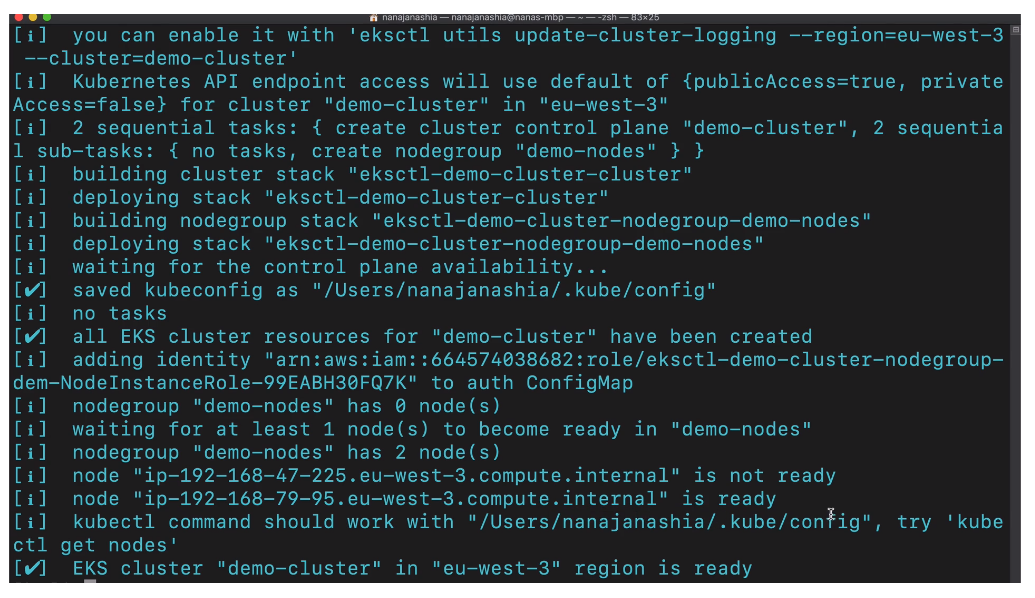 nanajanashia — nanajanashia@nanas-mbp — ~ — -zsh — 83×25
[ℹ]  you can enable it with 'eksctl utils update-cluster-logging --region=eu-west-3
 --cluster=demo-cluster'
[ℹ]  Kubernetes API endpoint access will use default of {publicAccess=true, private
Access=false} for cluster "demo-cluster" in "eu-west-3"
[ℹ]  2 sequential tasks: { create cluster control plane "demo-cluster", 2 sequentia
l sub-tasks: { no tasks, create nodegroup "demo-nodes" } }
[ℹ]  building cluster stack "eksctl-demo-cluster-cluster"
[ℹ]  deploying stack "eksctl-demo-cluster-cluster"
[ℹ]  building nodegroup stack "eksctl-demo-cluster-nodegroup-demo-nodes"
[ℹ]  deploying stack "eksctl-demo-cluster-nodegroup-demo-nodes"
[ℹ]  waiting for the control plane availability...
[✔]  saved kubeconfig as "/Users/nanajanashia/.kube/config"
[ℹ]  no tasks
[✔]  all EKS cluster resources for "demo-cluster" have been created
[ℹ]  adding identity "arn:aws:iam::664574038682:role/eksctl-demo-cluster-nodegroup-
dem-NodeInstanceRole-99EABH30FQ7K" to auth ConfigMap
[ℹ]  nodegroup "demo-nodes" has 0 node(s)
[ℹ]  waiting for at least 1 node(s) to become ready in "demo-nodes"
[ℹ]  nodegroup "demo-nodes" has 2 node(s)
[ℹ]  node "ip-192-168-47-225.eu-west-3.compute.internal" is not ready
[ℹ]  node "ip-192-168-79-95.eu-west-3.compute.internal" is ready
[ℹ]  kubectl command should work with "/Users/nanajanashia/.kube/config", try 'kube
ctl get nodes'
[✔]  EKS cluster "demo-cluster" in "eu-west-3" region is ready